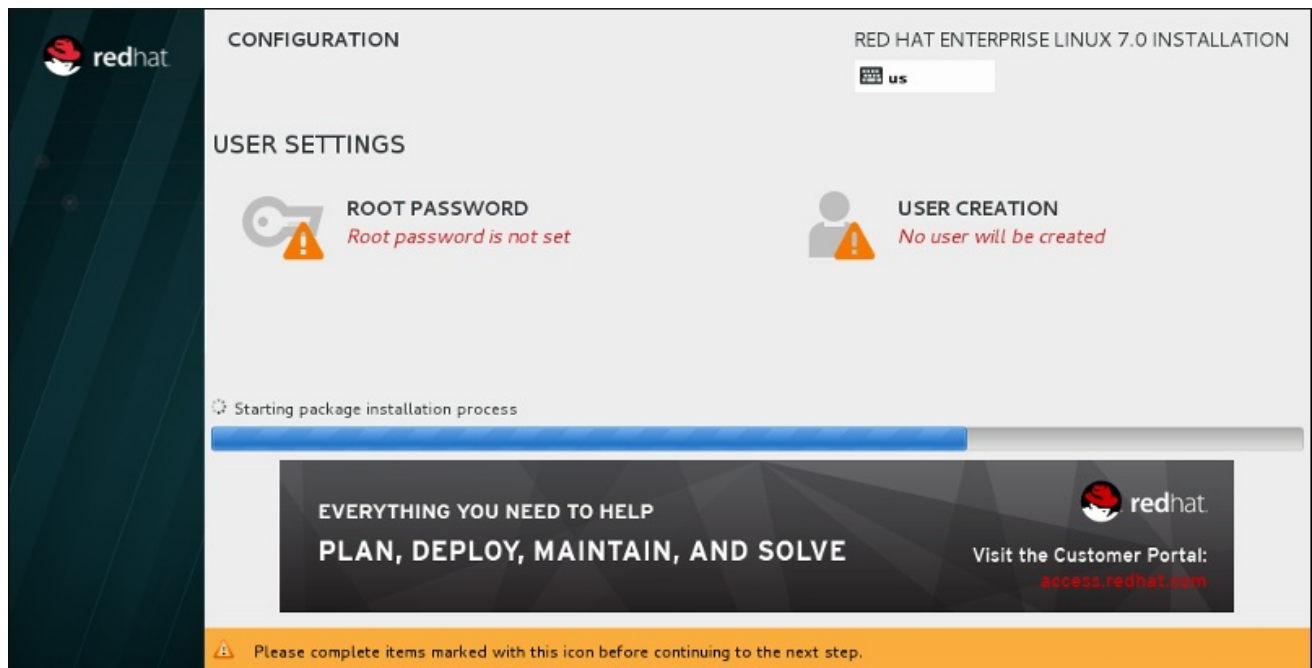 redhat.
CONFIGURATION
RED HAT ENTERPRISE LINUX 7.0 INSTALLATION
us
USER SETTINGS
ROOT PASSWORD
Root password is not set
USER CREATION
No user will be created
Starting package installation process
EVERYTHING YOU NEED TO HELP
PLAN, DEPLOY, MAINTAIN, AND SOLVE
redhat.
Visit the Customer Portal:
access.redhat.com
Please complete items marked with this icon before continuing to the next step.